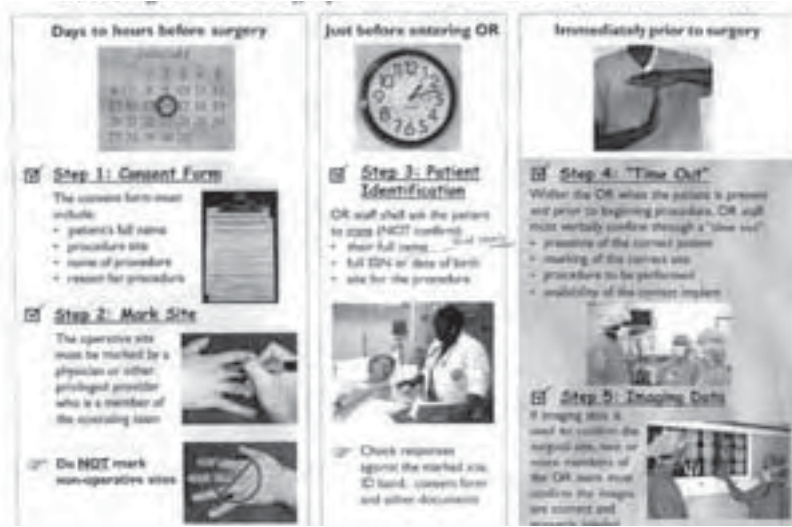 Days to hours before surgery
JANUARY
Step 1: Consent Form
The consent form must
include:
• patient's full name
• procedure site
• name of procedure
• reason for procedure
Step 2: Mark Site
The operative site
must be marked by a
physician or other
privileged provider
who is a member of
the operating team
Do NOT mark
non-operative sites
Just before entering OR
Step 3: Patient
Identification
OR staff shall ask the patient
to state (NOT confirm):
• their full name
• full SSN or date of birth
• site for the procedure
Check responses
against the marked site,
ID band, consent form
and other documents
Immediately prior to surgery
Step 4: "Time Out"
Within the OR when the patient is present
and prior to beginning procedure, OR staff
must verbally confirm through a "time out":
• presence of the correct patient
• marking of the correct site
• procedure to be performed
• availability of the correct implant
Step 5: Imaging Data
If imaging data is
used to confirm the
surgical site, two or
more members of
the OR team must
confirm the images
are correct and
properly labeled